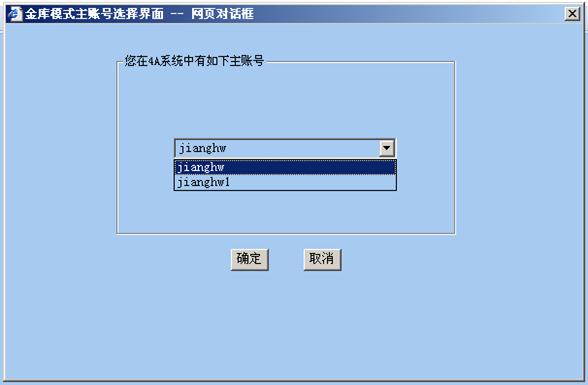 金库模式主账号选择界面 -- 网页对话框
您在4A系统中有如下主账号
jianghw
jianghw
jianghw1
确定 取消